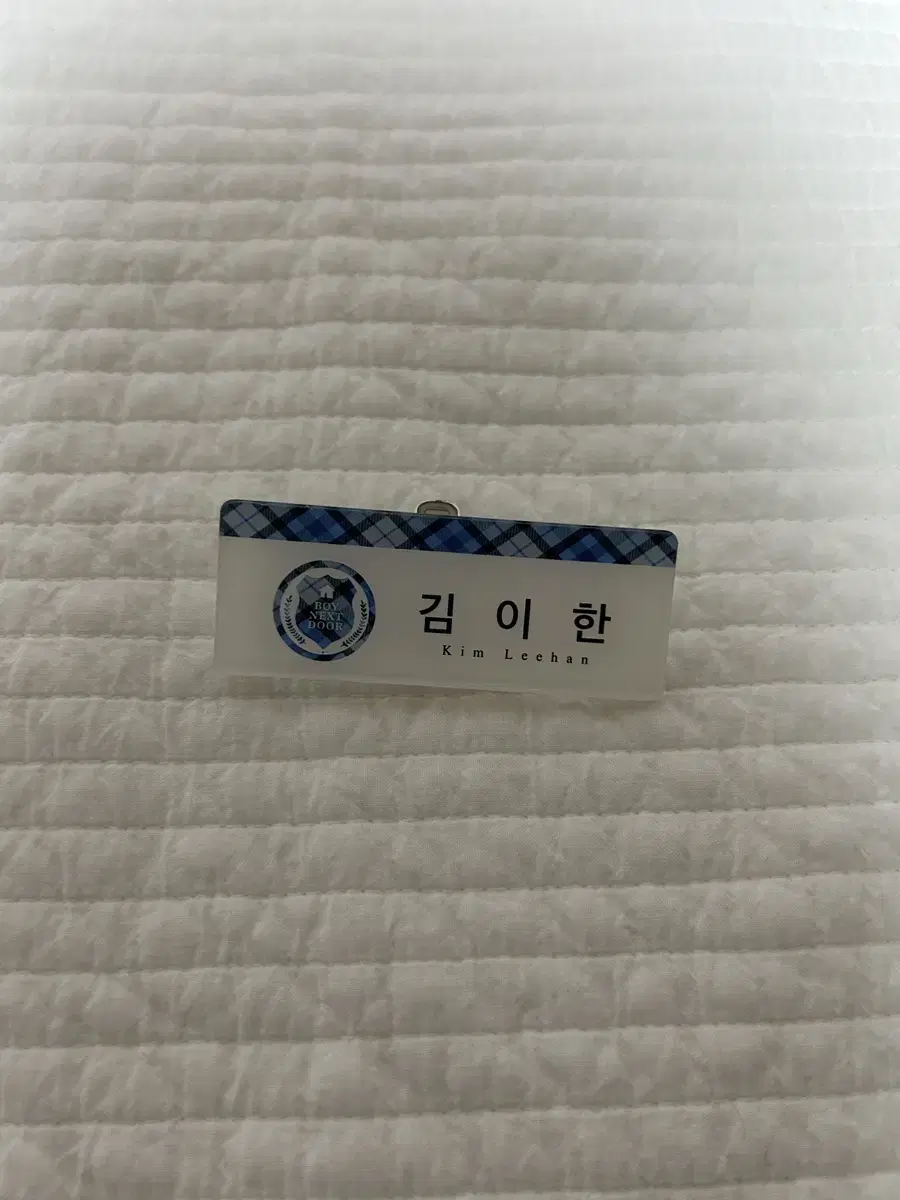 BOY
NEXT
DOOR
김 이 한
Kim Leehan